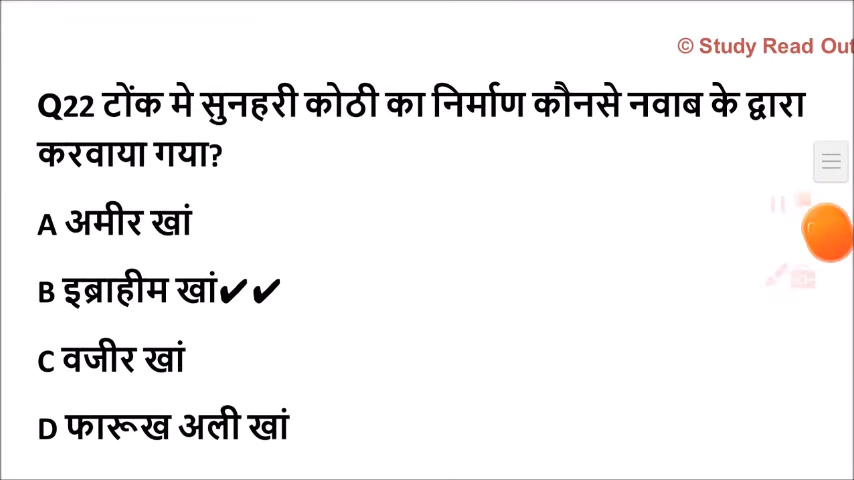 © Study Read Out
Q22 टोंक मे सुनहरी कोठी का निर्माण कौनसे नवाब के द्वारा
करवाया गया?
A अमीर खां
B इब्राहीम खां✔✔
C वजीर खां
D फारूख अली खां